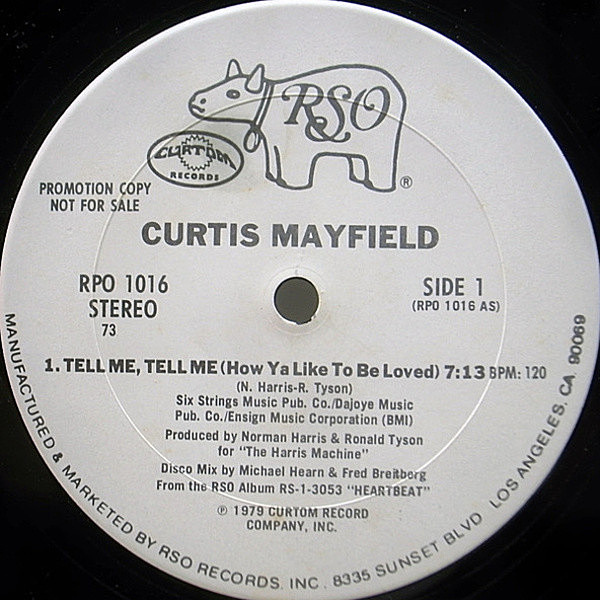 RSO
®
CURTOM
RECORDS
PROMOTION COPY
NOT FOR SALE
CURTIS MAYFIELD
RPO 1016
STEREO
73
SIDE 1
(RPO 1016 AS)
1. TELL ME, TELL ME (How Ya Like To Be Loved) 7:13 BPM: 120
(N. Harris-R. Tyson)
Six Strings Music Pub. Co./Dajoye Music
Pub. Co./Ensign Music Corporation (BMI)
Produced by Norman Harris & Ronald Tyson
for "The Harris Machine"
Disco Mix by Michael Hearn & Fred Breitberg
From the RSO Album RS-1-3053 "HEARTBEAT"
℗ 1979 CURTOM RECORD
COMPANY, INC.
MANUFACTURED & MARKETED BY RSO RECORDS, INC. 8335 SUNSET BLVD LOS ANGELES, CA. 90069